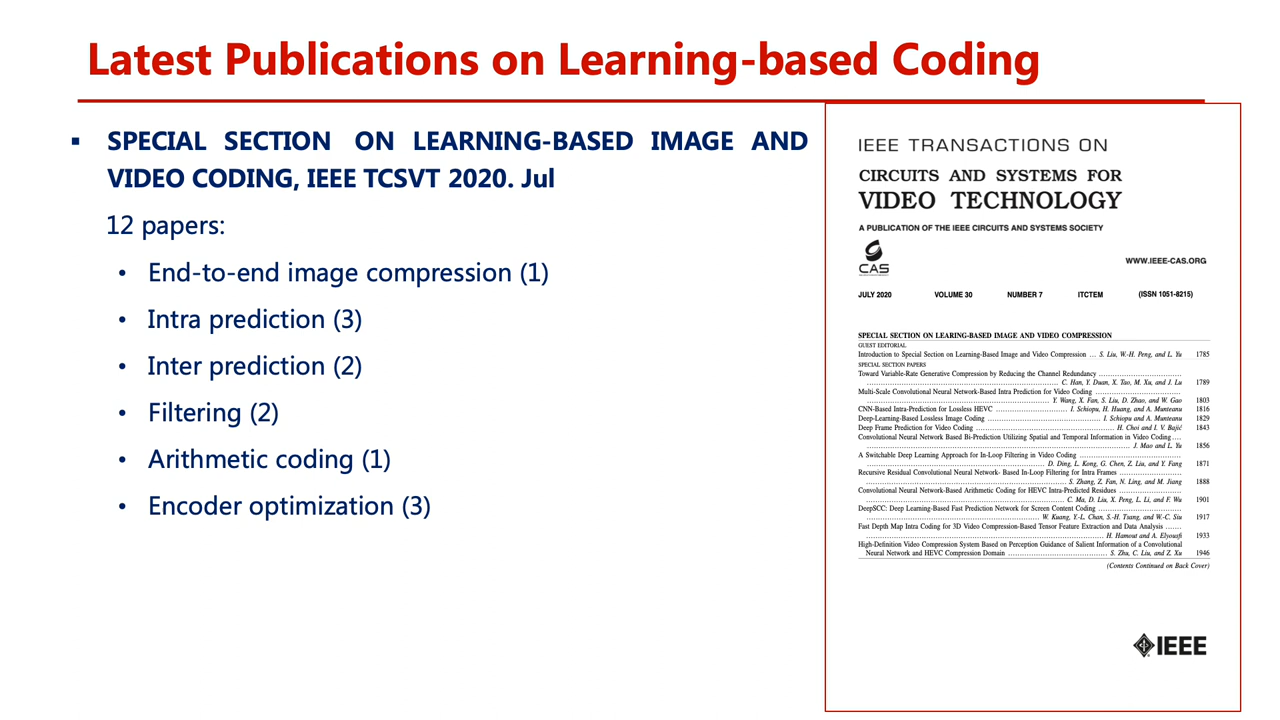 Latest Publications on Learning-based Coding
▪ SPECIAL SECTION ON LEARNING-BASED IMAGE AND
VIDEO CODING, IEEE TCSVT 2020. Jul
12 papers:
• End-to-end image compression (1)
• Intra prediction (3)
• Inter prediction (2)
• Filtering (2)
• Arithmetic coding (1)
• Encoder optimization (3)
IEEE TRANSACTIONS ON
CIRCUITS AND SYSTEMS FOR
VIDEO TECHNOLOGY
A PUBLICATION OF THE IEEE CIRCUITS AND SYSTEMS SOCIETY
CAS
WWW.IEEE-CAS.ORG
JULY 2020 VOLUME 30 NUMBER 7 ITCTEM (ISSN 1051-8215)
SPECIAL SECTION ON LEARING-BASED IMAGE AND VIDEO COMPRESSION
GUEST EDITORIAL
Introduction to Special Section on Learning-Based Image and Video Compression ... S. Liu, W.-H. Peng, and L. Yu 1785
SPECIAL SECTION PAPERS
Toward Variable-Rate Generative Compression by Reducing the Channel Redundancy ...
... C. Han, Y. Duan, X. Tao, M. Xu, and J. Lu 1789
Multi-Scale Convolutional Neural Network-Based Intra Prediction for Video Coding ...
... Y. Wang, X. Fan, S. Liu, D. Zhao, and W. Gao 1803
CNN-Based Intra-Prediction for Lossless HEVC ... I. Schiopu, H. Huang, and A. Munteanu 1816
Deep-Learning-Based Lossless Image Coding ... I. Schiopu and A. Munteanu 1829
Deep Frame Prediction for Video Coding ... H. Choi and I. V. Bajić 1843
Convolutional Neural Network Based Bi-Prediction Utilizing Spatial and Temporal Information in Video Coding ...
... J. Mao and L. Yu 1856
A Switchable Deep Learning Approach for In-Loop Filtering in Video Coding ...
... D. Ding, L. Kong, G. Chen, Z. Liu, and Y. Fang 1871
Recursive Residual Convolutional Neural Network- Based In-Loop Filtering for Intra Frames ...
... S. Zhang, Z. Fan, N. Ling, and M. Jiang 1888
Convolutional Neural Network-Based Arithmetic Coding for HEVC Intra-Predicted Residues ...
... C. Ma, D. Liu, X. Peng, L. Li, and F. Wu 1901
DeepSCC: Deep Learning-Based Fast Prediction Network for Screen Content Coding ...
... W. Kuang, Y.-L. Chan, S.-H. Tsang, and W.-C. Siu 1917
Fast Depth Map Intra Coding for 3D Video Compression-Based Tensor Feature Extraction and Data Analysis ...
... H. Hamout and A. Elyousfi 1933
High-Definition Video Compression System Based on Perception Guidance of Salient Information of a Convolutional
Neural Network and HEVC Compression Domain ... S. Zhu, C. Liu, and Z. Xu 1946
(Contents Continued on Back Cover)
IEEE